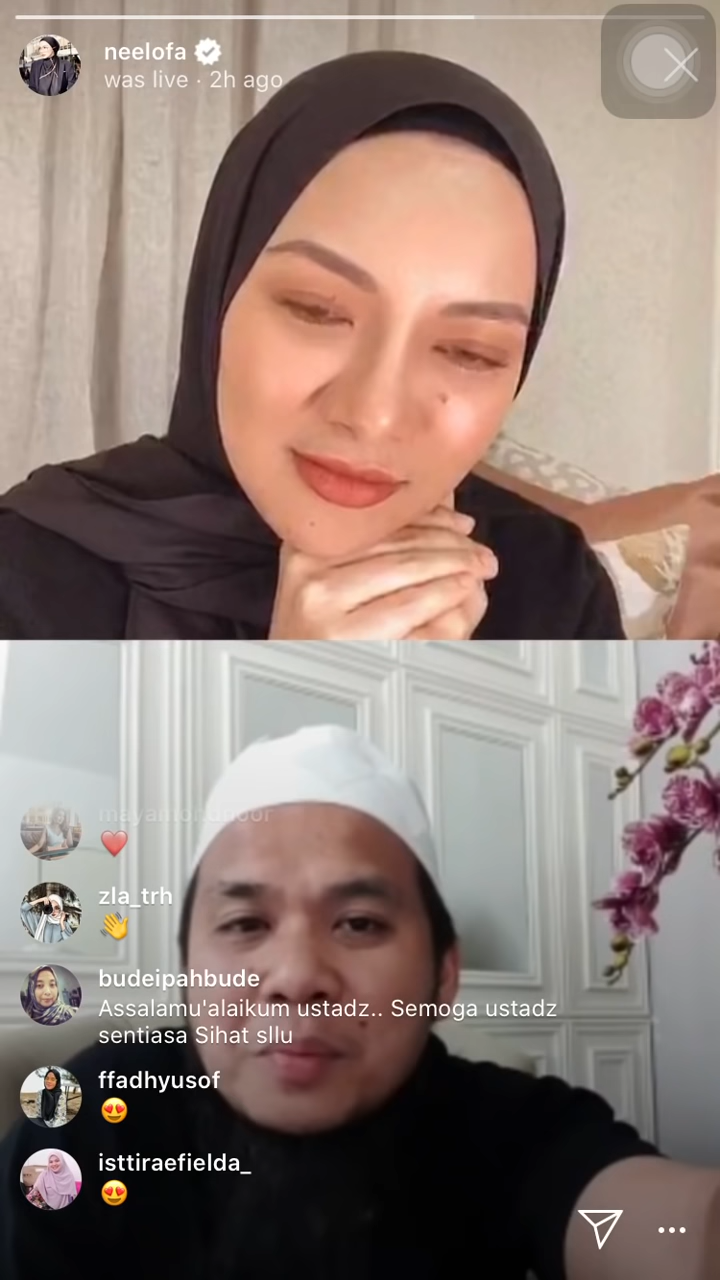 neelofa
was live · 2h ago
zla_trh
👋
budeipahbude
Assalamu'alaikum ustadz.. Semoga ustadz
sentiasa Sihat sllu
ffadhyusof
😍
isttiraefielda_
😍